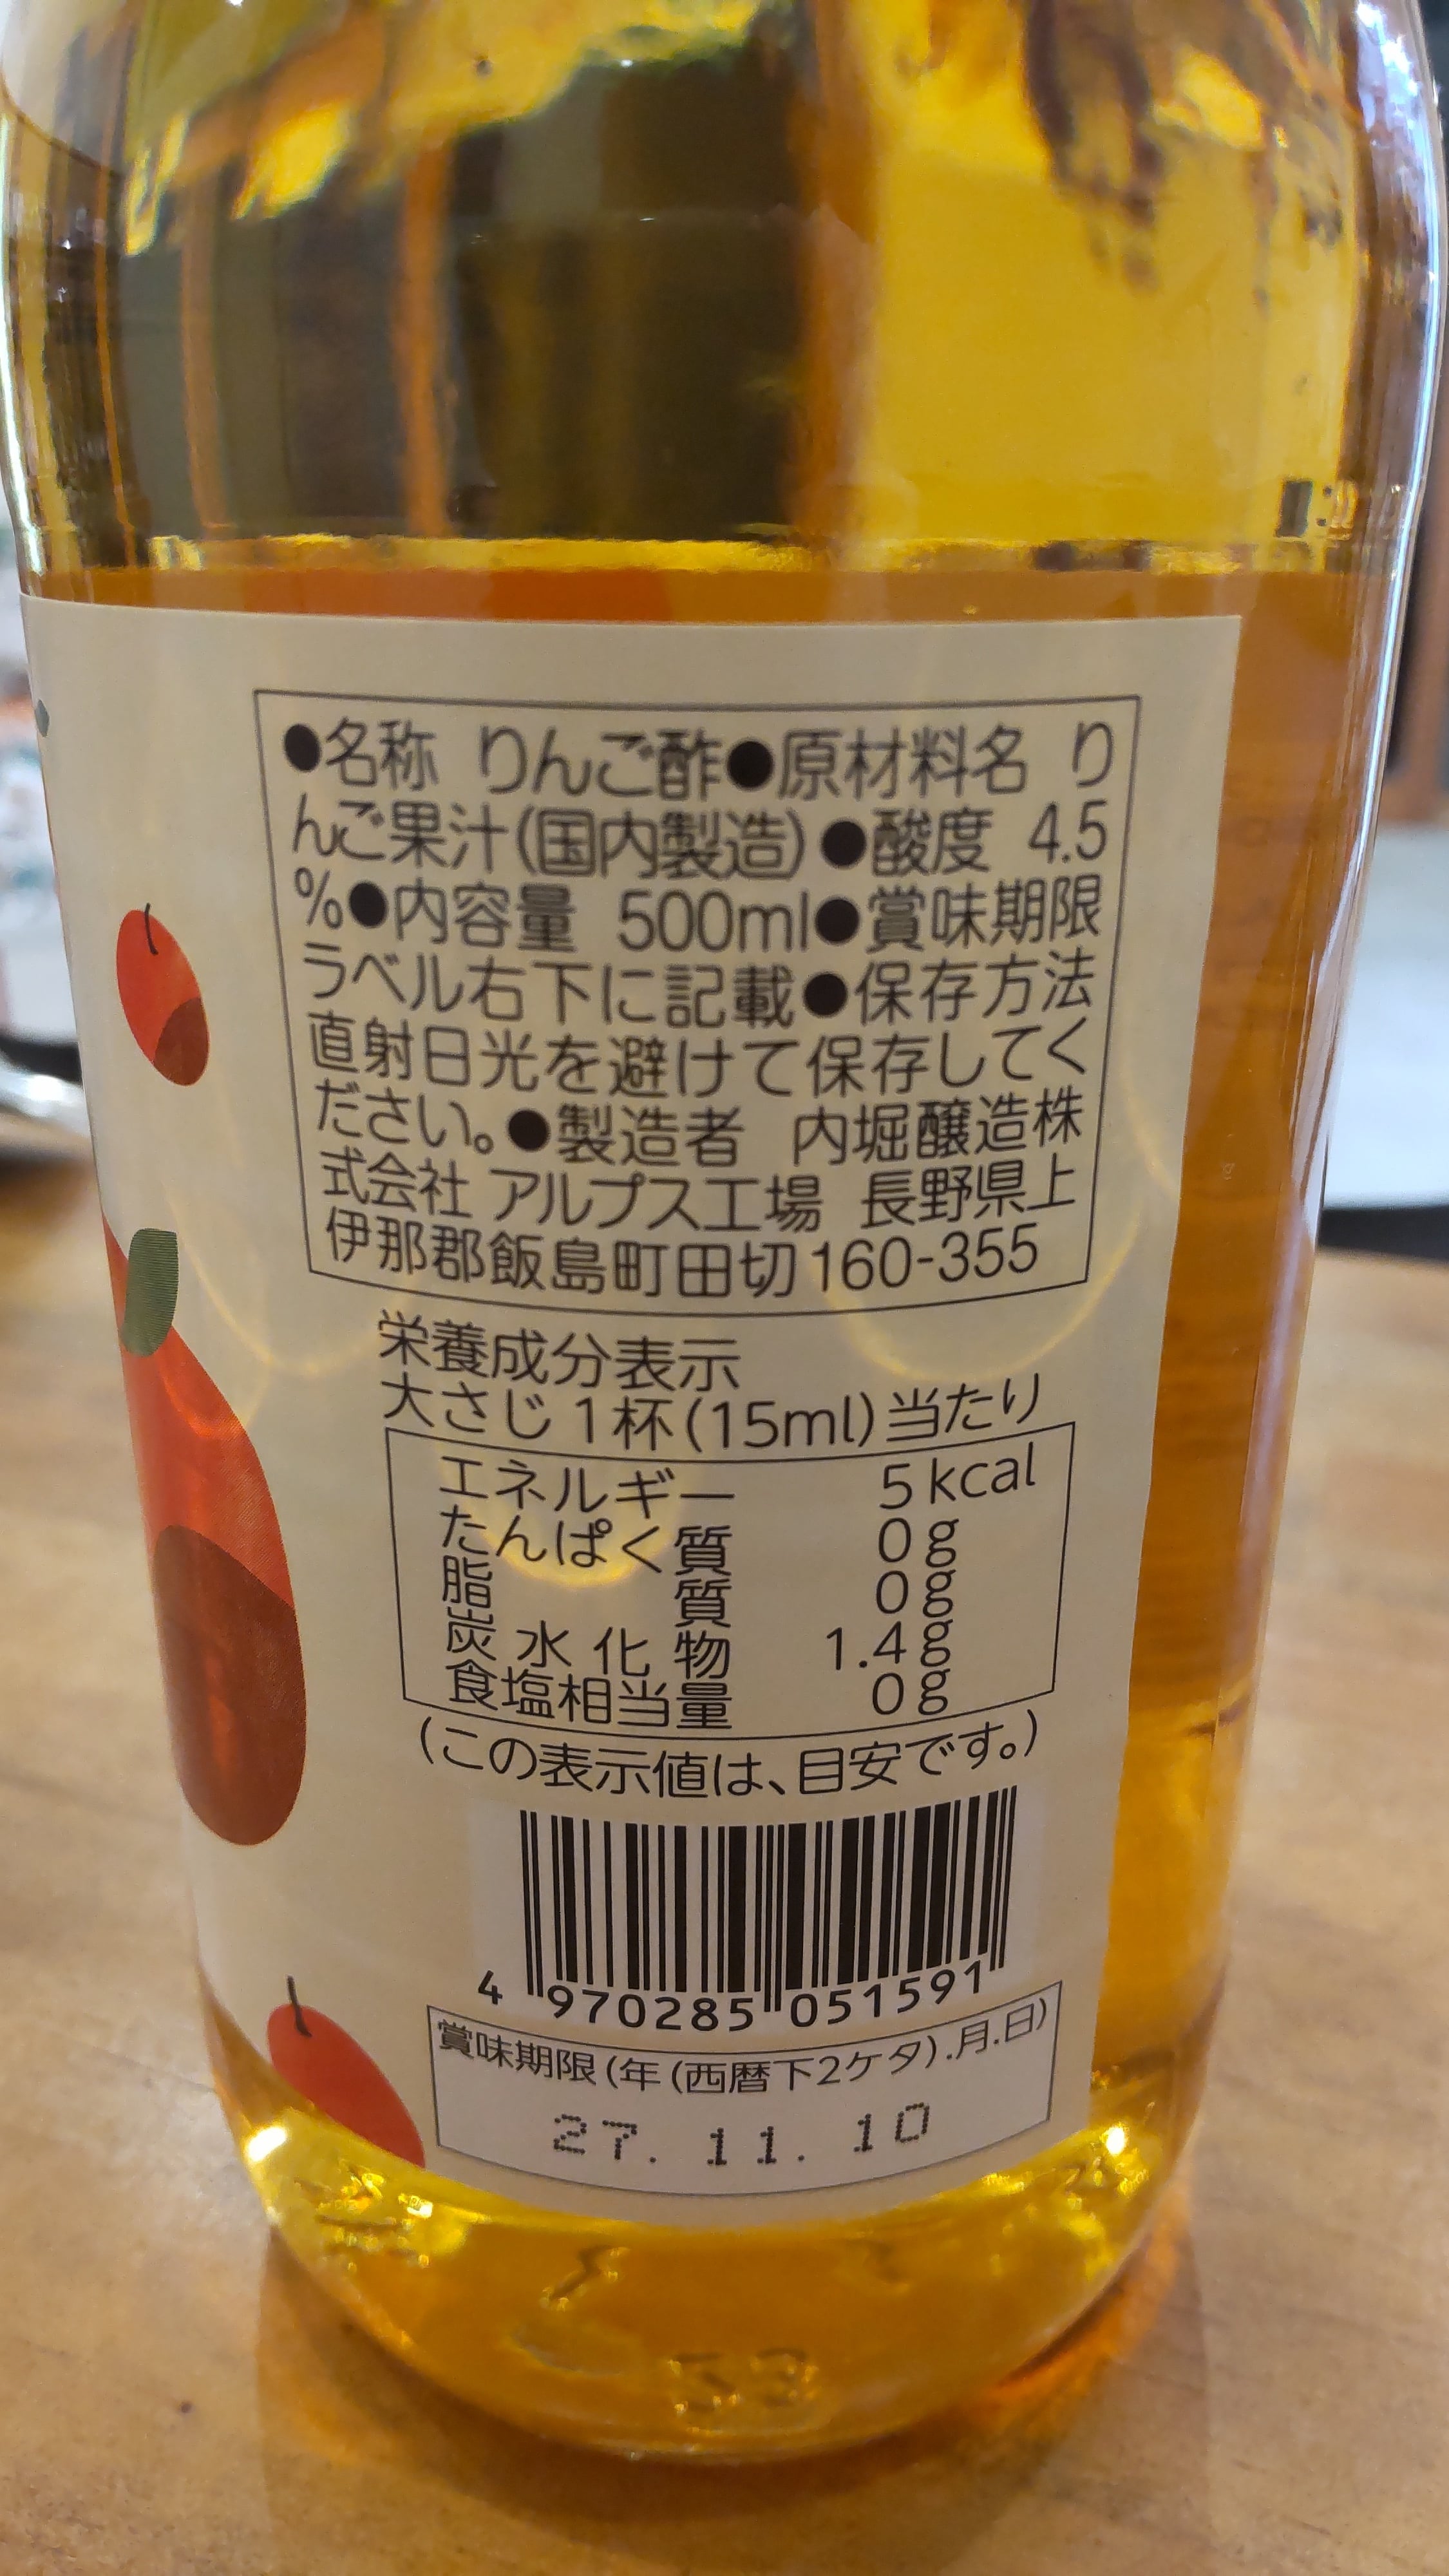 ●名称 りんご酢●原材料名 り
んご果汁(国内製造)●酸度 4.5
%●内容量 500ml●賞味期限
ラベル右下に記載●保存方法
直射日光を避けて保存してく
ださい。●製造者 内堀醸造株
式会社 アルプス工場 長野県上
伊那郡飯島町田切160-355
栄養成分表示
大さじ1杯(15ml)当たり
エネルギー 5kcal
たんぱく質 0g
脂質 0g
炭水化物 1.4g
食塩相当量 0g
(この表示値は、目安です。)
4 970285 051591
賞味期限(年(西暦下2ケタ).月.日)
27. 11. 10